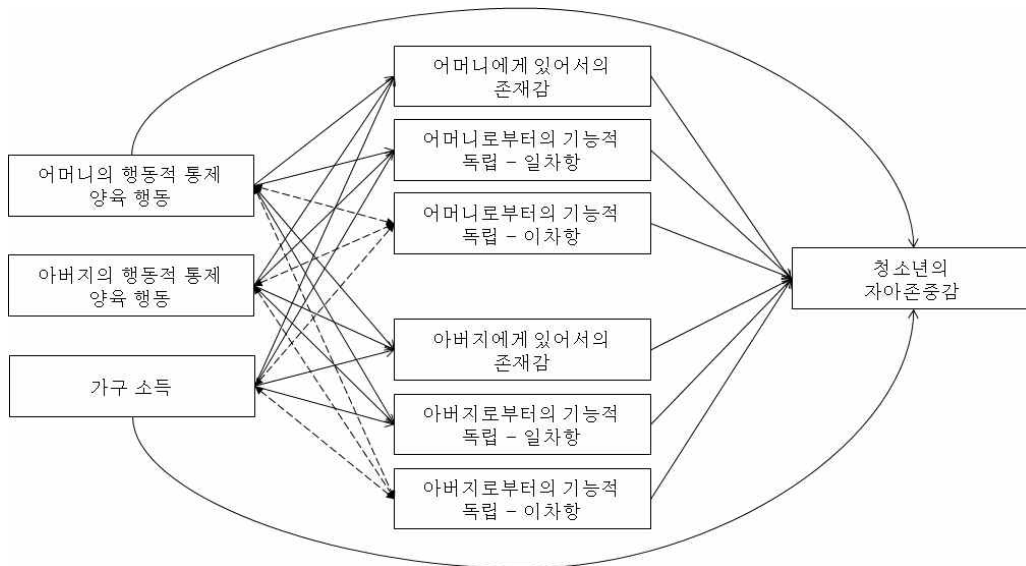 어머니에게 있어서의
존재감
어머니로부터의 기능적
독립 – 일차항
어머니의 행동적 통제
양육 행동
어머니로부터의 기능적
독립 – 이차항
아버지의 행동적 통제
양육 행동
청소년의
자아존중감
아버지에게 있어서의
존재감
가구 소득
아버지로부터의 기능적
독립 – 일차항
아버지로부터의 기능적
독립 – 이차항